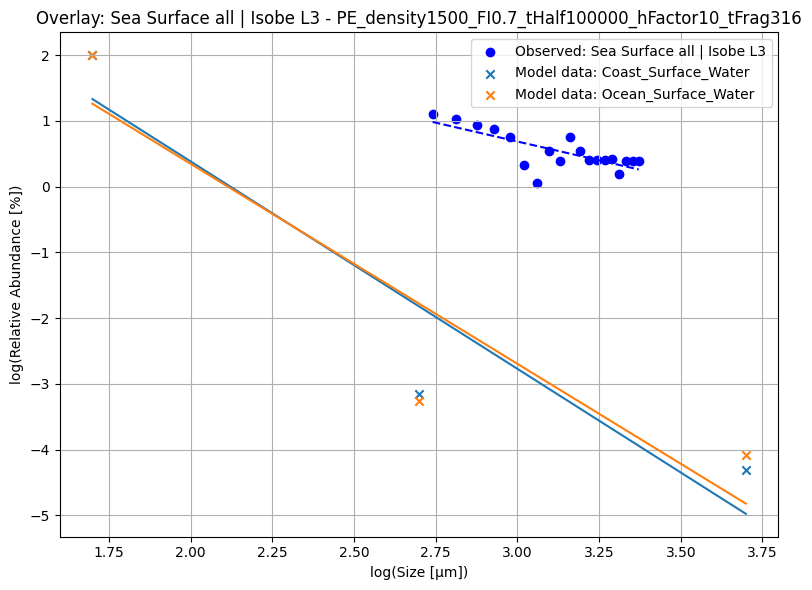 Overlay: Sea Surface all | Isobe L3 - PE_density1500_FI0.7_tHalf100000_hFactor10_tFrag316
Observed: Sea Surface all | Isobe L3
Model data: Coast_Surface_Water
Model data: Ocean_Surface_Water
log(Relative Abundance [%])
2
1
0
−1
−2
−3
−4
−5
1.75 2.00 2.25 2.50 2.75 3.00 3.25 3.50 3.75
log(Size [μm])